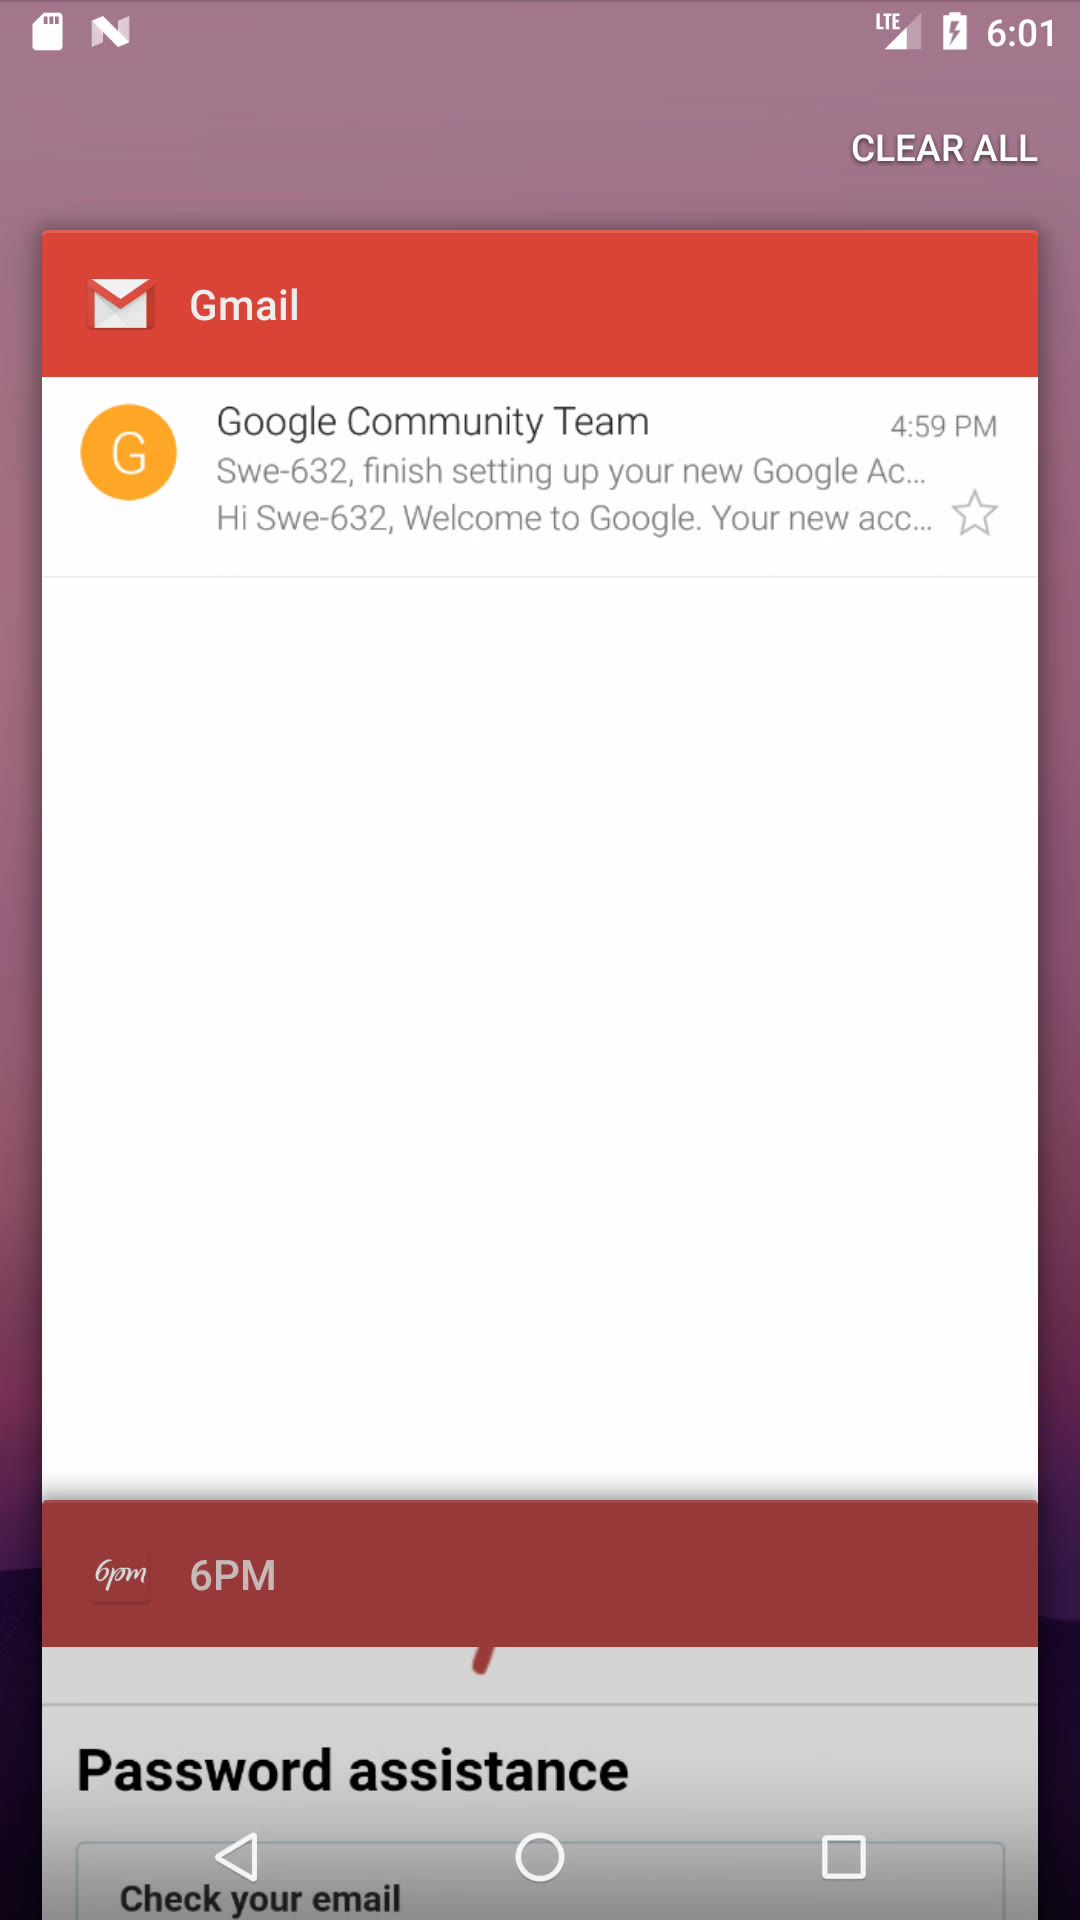 LTE 6:01
CLEAR ALL
Gmail
G
Google Community Team 4:59 PM
Swe-632, finish setting up your new Google Ac...
Hi Swe-632, Welcome to Google. Your new acc...
6pm 6PM
Password assistance
Check your email